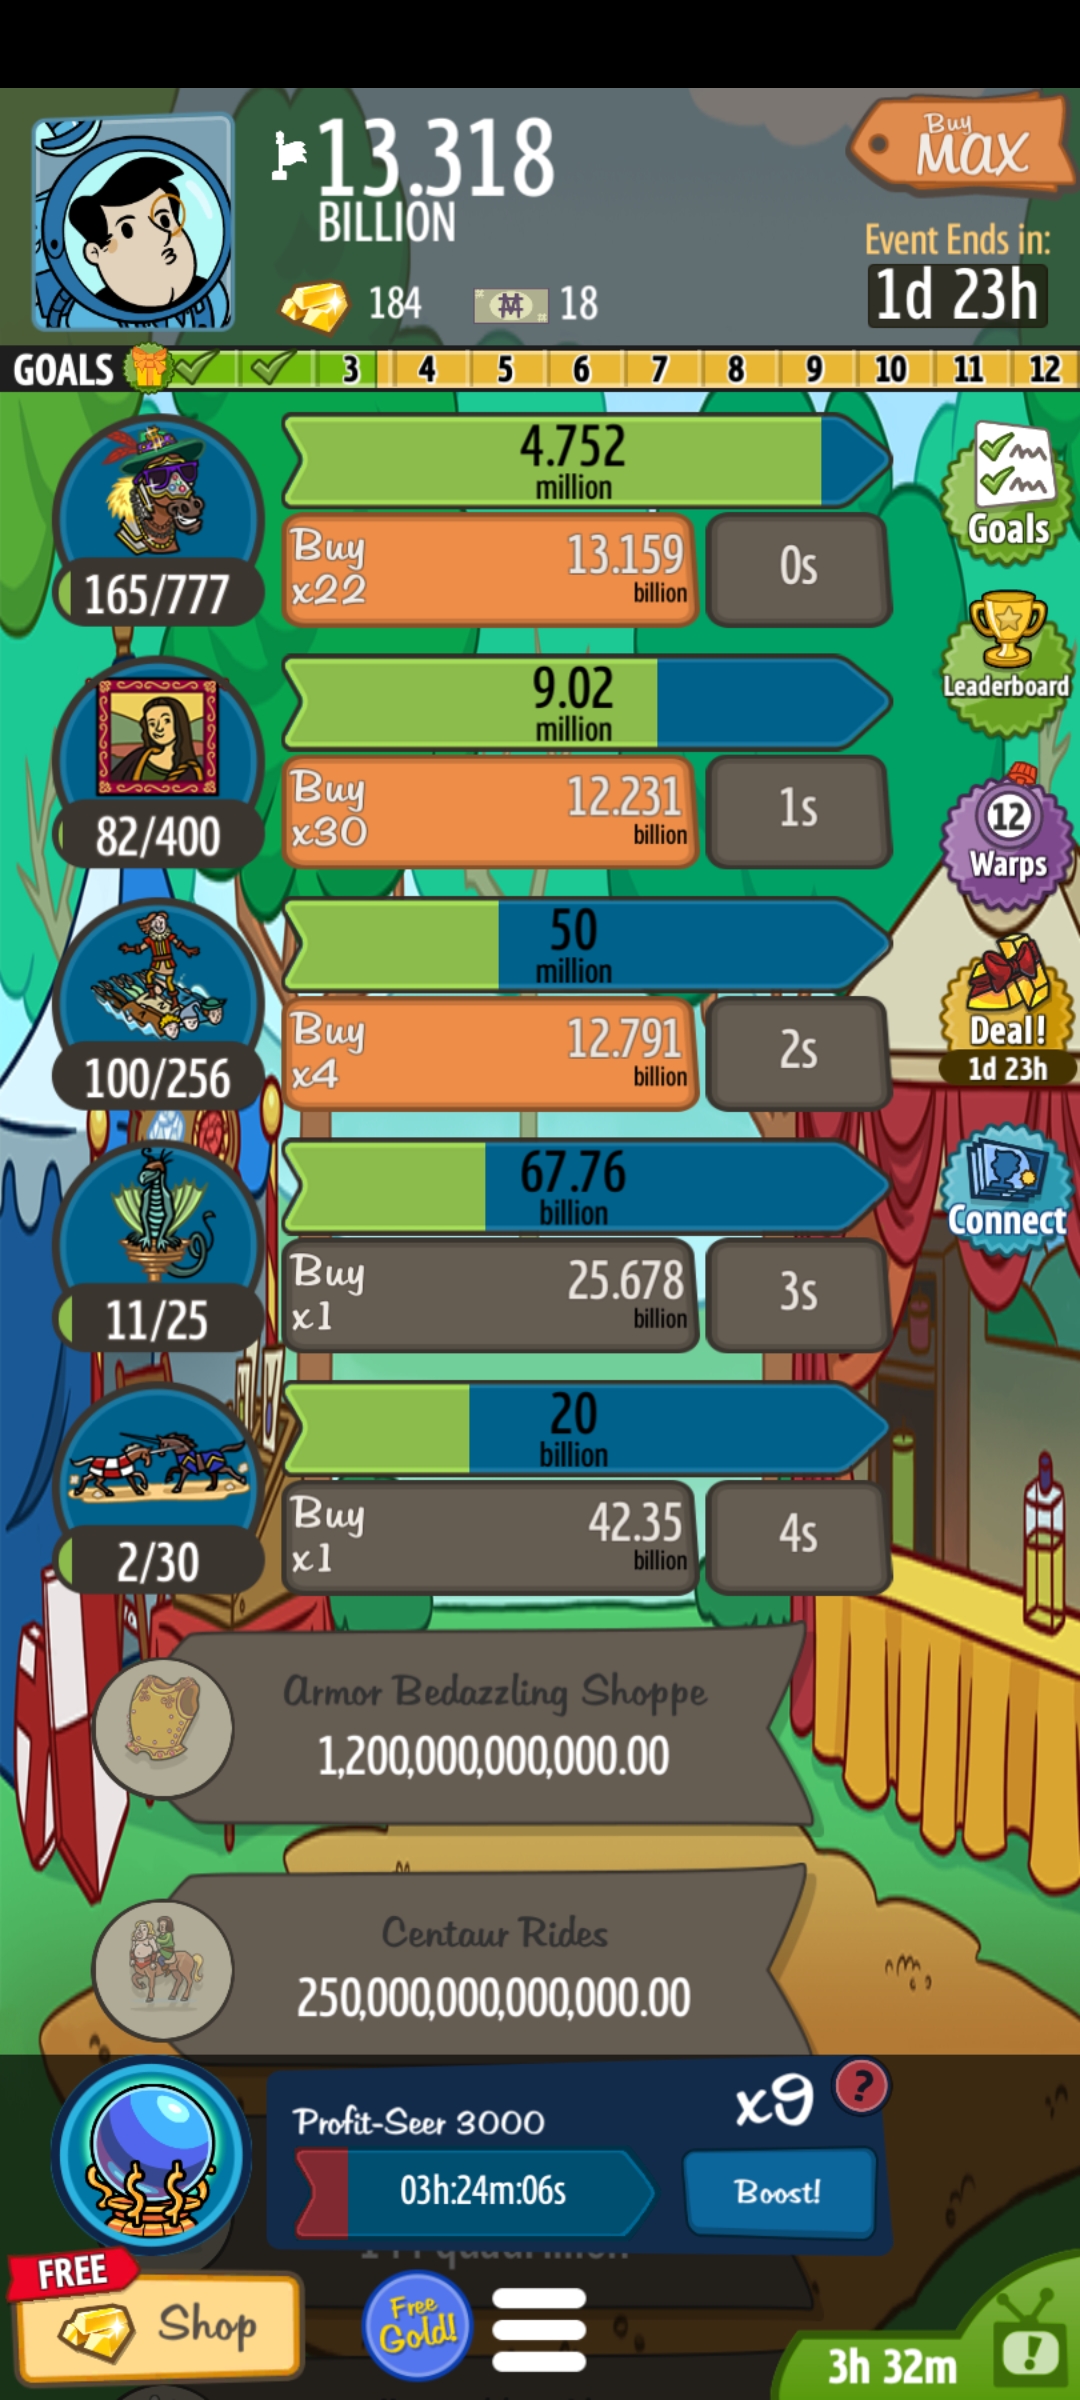 13.318
BILLION
Buy
MAX
Event Ends in:
1d 23h
184
18
GOALS
3
4
5
6
7
8
9
10
11
12
4.752
million
Buy
x22
13.159
billion
0s
165/777
Goals
9.02
million
Leaderboard
Buy
x30
12.231
billion
1s
82/400
12
Warps
50
million
Buy
x4
12.791
billion
2s
100/256
Deal!
1d 23h
67.76
billion
Buy
x1
25.678
billion
3s
11/25
Connect
20
billion
Buy
x1
42.35
billion
4s
2/30
Armor Bedazzling Shoppe
1,200,000,000,000.00
Centaur Rides
250,000,000,000,000.00
Profit-Seer 3000
x9
?
03h:24m:06s
Boost!
FREE
Shop
Free
Gold!
3h 32m
!